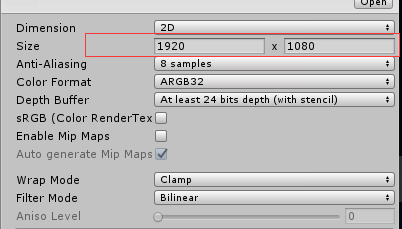 Open
Dimension 2D
Size 1920 x 1080
Anti-Aliasing 8 samples
Color Format ARGB32
Depth Buffer At least 24 bits depth (with stencil)
sRGB (Color RenderTex
Enable Mip Maps
Auto generate Mip Maps
Wrap Mode Clamp
Filter Mode Bilinear
Aniso Level 0